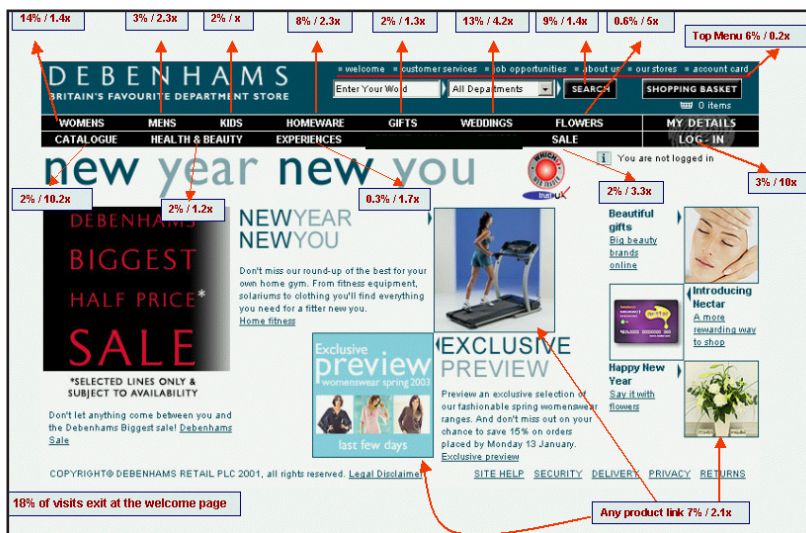 14% / 1.4x
3% / 2.3x
2% / x
8% / 2.3x
2% / 1.3x
13% / 4.2x
9% / 1.4x
0.6% / 5x
Top Menu 6% / 0.2x
DEBENHAMS
BRITAIN'S FAVOURITE DEPARTMENT STORE
welcome customer services job opportunities about us our stores account card
Enter Your Word All Departments SEARCH SHOPPING BASKET
0 items
WOMENS MENS KIDS HOMEWARE GIFTS WEDDINGS FLOWERS MY DETAILS
CATALOGUE HEALTH & BEAUTY EXPERIENCES SALE LOG-IN
new year new you
WHICH?
WEB TRADER
trustUK
i You are not logged in
2% / 10.2x
2% / 1.2x
0.3% / 1.7x
2% / 3.3x
3% / 10x
DEBENHAMS
BIGGEST
HALF PRICE*
SALE
*SELECTED LINES ONLY &
SUBJECT TO AVAILABILITY
Don't let anything come between you and
the Debenhams Biggest sale! Debenhams
Sale
NEWYEAR
NEWYOU
Don't miss our round-up of the best for your
own home gym. From fitness equipment,
solariums to clothing you'll find everything
you need for a fitter new you.
Home fitness
Exclusive
preview
womenswear spring 2003
last few days
EXCLUSIVE
PREVIEW
Preview an exclusive selection of
our fashionable spring womenswear
ranges. And don't miss out on your
chance to save 15% on orders
placed by Monday 13 January.
Exclusive preview
Beautiful
gifts
Big beauty
brands
online
Introducing
Nectar
A more
rewarding way
to shop
Happy New
Year
Say it with
flowers
COPYRIGHT© DEBENHAMS RETAIL PLC 2001, all rights reserved. Legal Disclaimer
SITE HELP SECURITY DELIVERY PRIVACY RETURNS
18% of visits exit at the welcome page
Any product link 7% / 2.1x